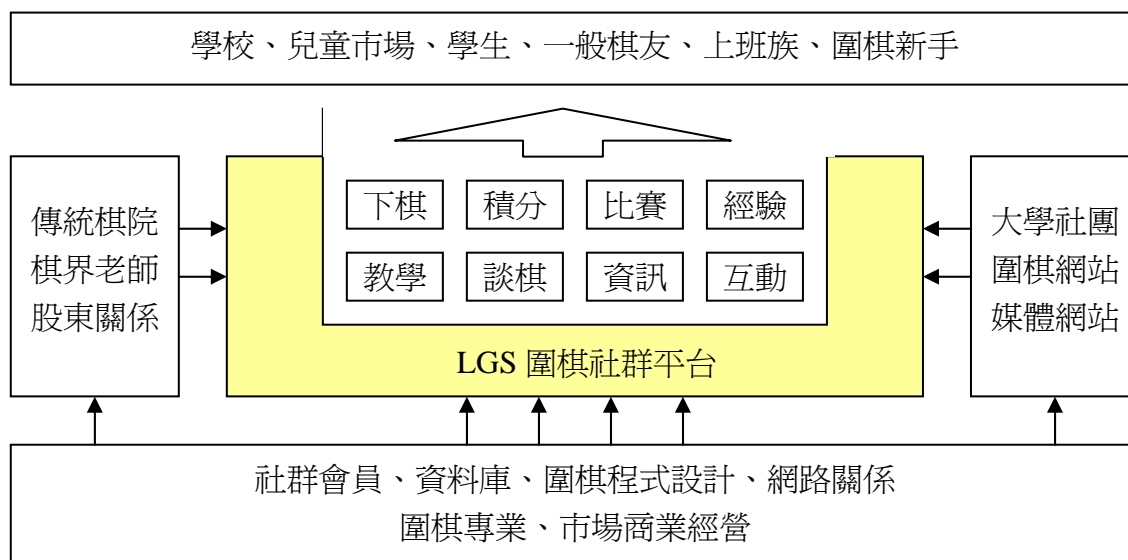 學校、兒童市場、學生、一般棋友、上班族、圍棋新手
傳統棋院
棋界老師
股東關係
下棋
積分
比賽
經驗
教學
談棋
資訊
互動
LGS 圍棋社群平台
大學社團
圍棋網站
媒體網站
社群會員、資料庫、圍棋程式設計、網路關係
圍棋專業、市場商業經營